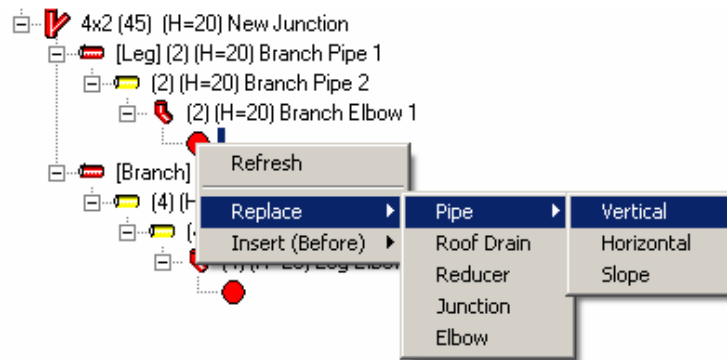 4x2 (45) (H=20) New Junction
[Leg] (2) (H=20) Branch Pipe 1
(2) (H=20) Branch Pipe 2
(2) (H=20) Branch Elbow 1
[Branch]
(4) (H
Refresh
Replace
Insert (Before)
Pipe
Roof Drain
Reducer
Junction
Elbow
Vertical
Horizontal
Slope